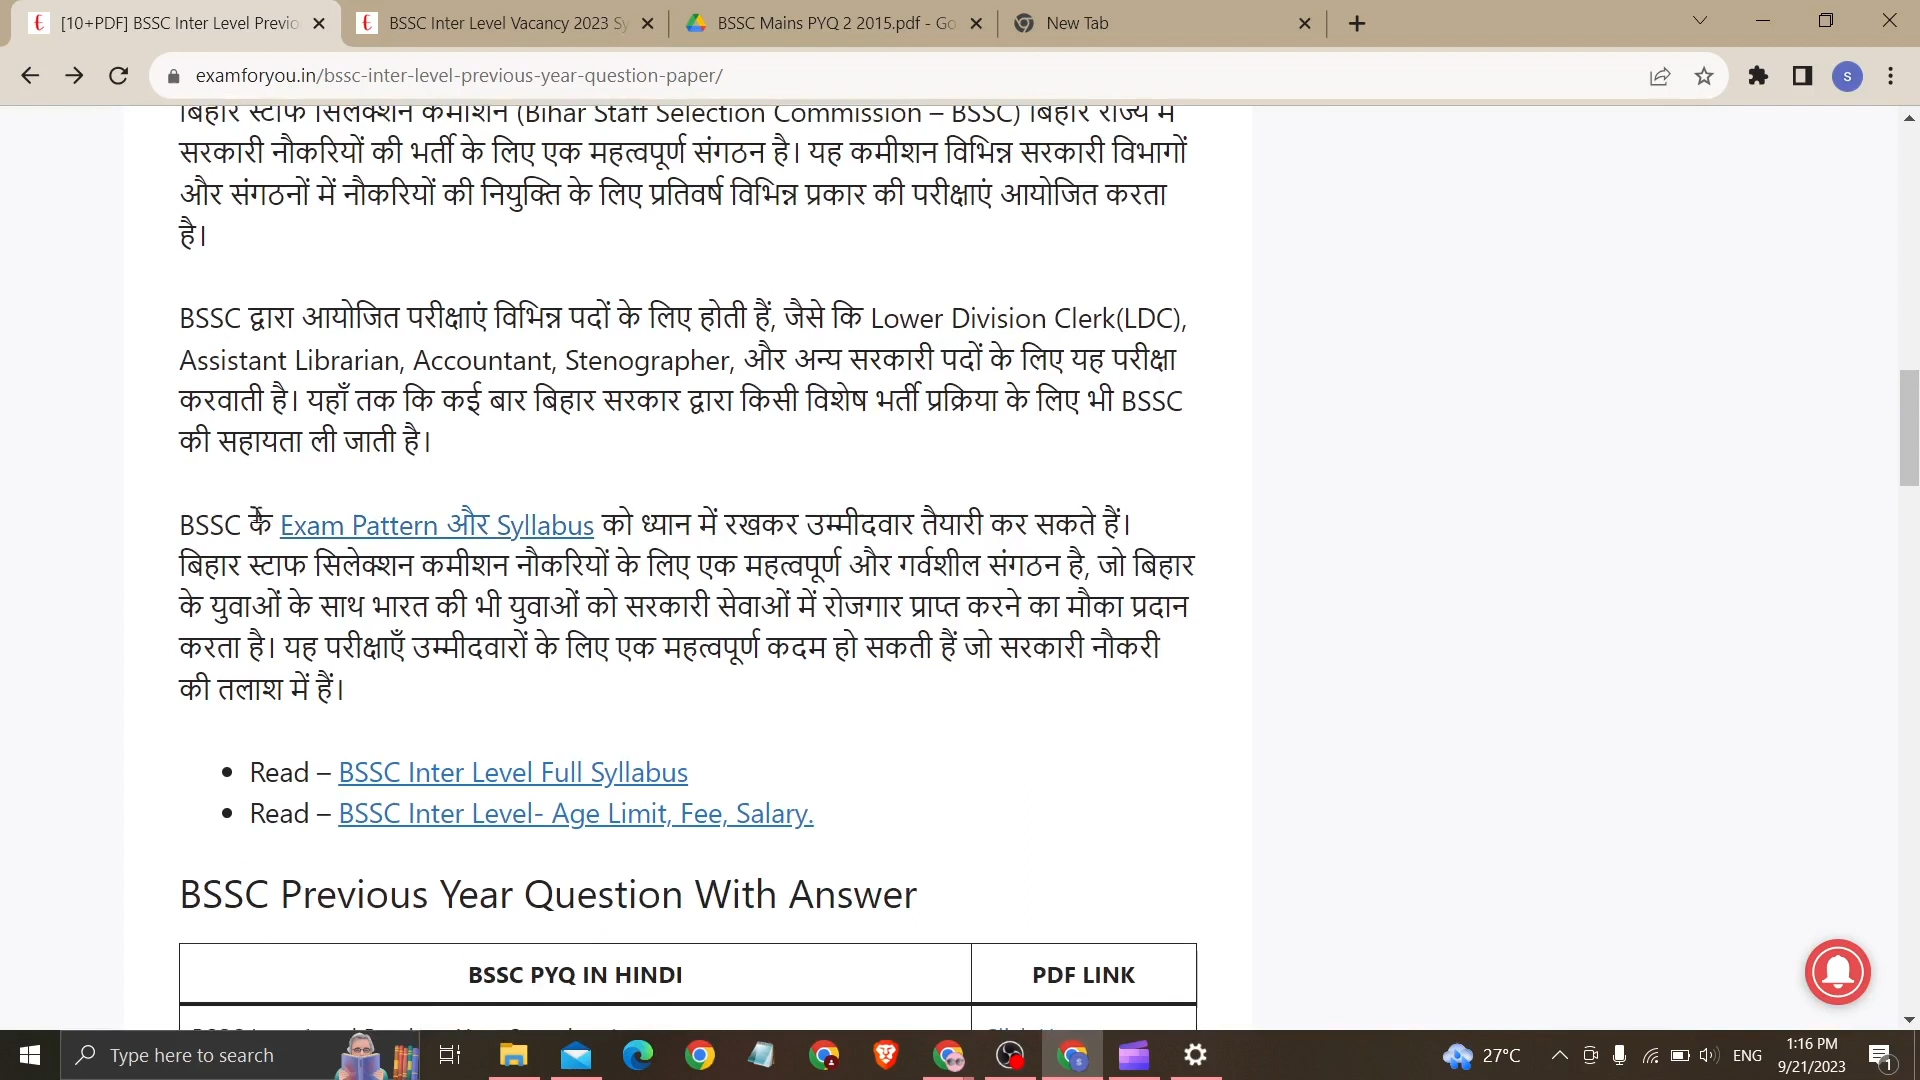 [10+PDF] BSSC Inter Level Previo
BSSC Inter Level Vacancy 2023 Sy
BSSC Mains PYQ 2 2015.pdf - Go
New Tab
examforyou.in/bssc-inter-level-previous-year-question-paper/
S
बिहार स्टाफ सिलेक्शन कमीशन (Bihar Staff Selection Commission – BSSC) बिहार राज्य में
सरकारी नौकरियों की भर्ती के लिए एक महत्वपूर्ण संगठन है। यह कमीशन विभिन्न सरकारी विभागों
और संगठनों में नौकरियों की नियुक्ति के लिए प्रतिवर्ष विभिन्न प्रकार की परीक्षाएं आयोजित करता
है।
BSSC द्वारा आयोजित परीक्षाएं विभिन्न पदों के लिए होती हैं, जैसे कि Lower Division Clerk(LDC),
Assistant Librarian, Accountant, Stenographer, और अन्य सरकारी पदों के लिए यह परीक्षा
करवाती है। यहाँ तक कि कई बार बिहार सरकार द्वारा किसी विशेष भर्ती प्रक्रिया के लिए भी BSSC
की सहायता ली जाती है।
BSSC के Exam Pattern और Syllabus को ध्यान में रखकर उम्मीदवार तैयारी कर सकते हैं।
बिहार स्टाफ सिलेक्शन कमीशन नौकरियों के लिए एक महत्वपूर्ण और गर्वशील संगठन है, जो बिहार
के युवाओं के साथ भारत की भी युवाओं को सरकारी सेवाओं में रोजगार प्राप्त करने का मौका प्रदान
करता है। यह परीक्षाएँ उम्मीदवारों के लिए एक महत्वपूर्ण कदम हो सकती हैं जो सरकारी नौकरी
की तलाश में हैं।
Read – BSSC Inter Level Full Syllabus
Read – BSSC Inter Level- Age Limit, Fee, Salary.
BSSC Previous Year Question With Answer
BSSC PYQ IN HINDI PDF LINK
Type here to search
27°C
ENG
1:16 PM
9/21/2023
1